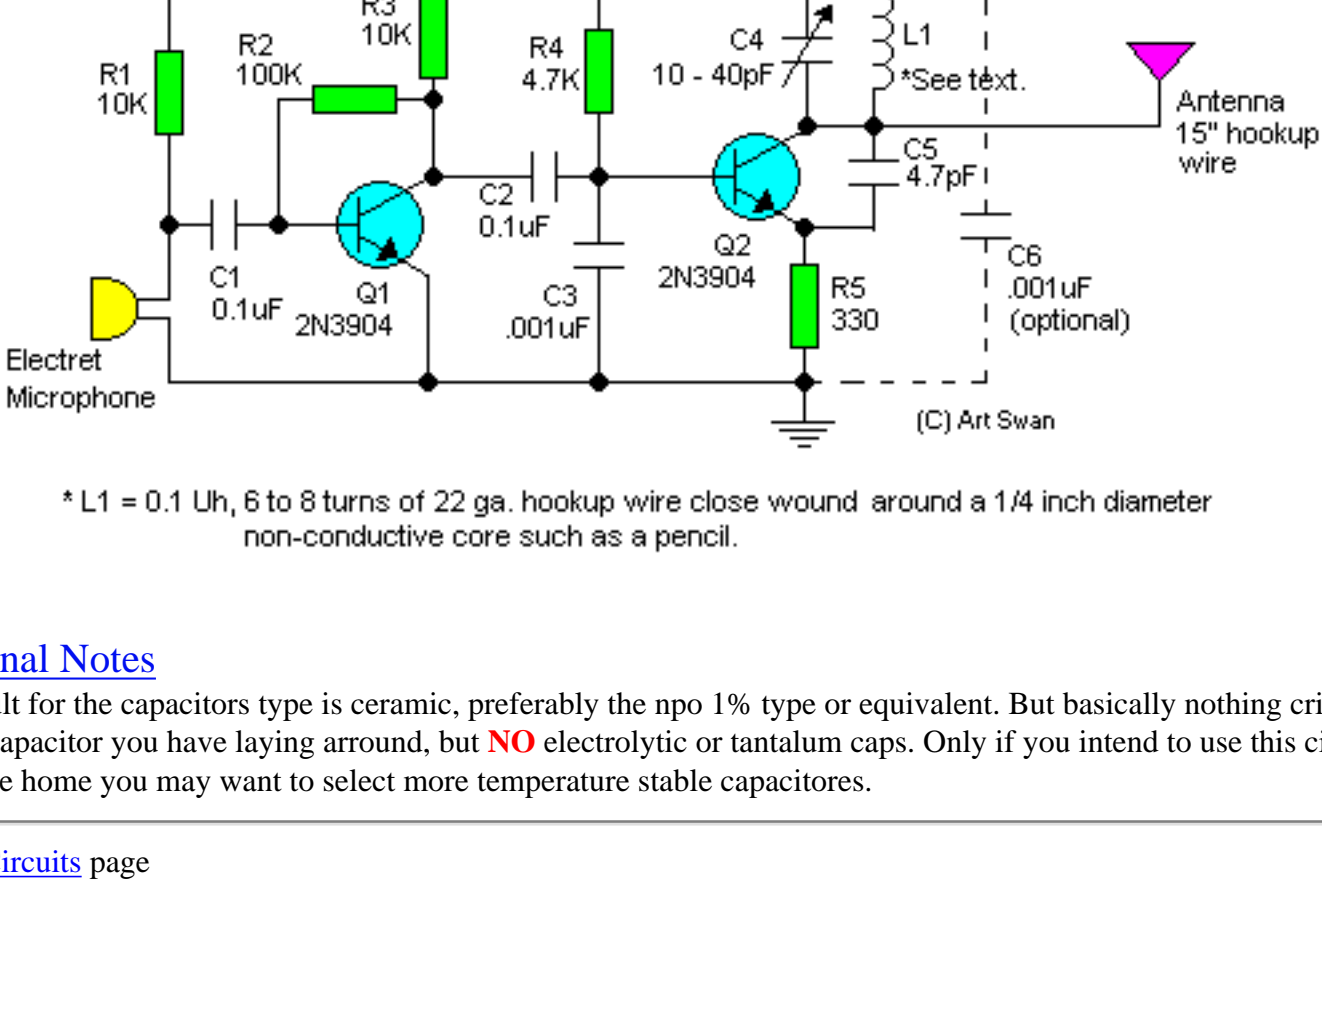 R3
10K
R2
100K
R1
10K
R4
4.7K
C4
10 - 40pF
L1
*See text.
Antenna
15" hookup
wire
C5
4.7pF
C2
0.1uF
Q2
2N3904
C1
0.1uF
Q1
2N3904
C3
.001uF
R5
330
C6
.001uF
(optional)
Electret
Microphone
(C) Art Swan
* L1 = 0.1 Uh, 6 to 8 turns of 22 ga. hookup wire close wound around a 1/4 inch diameter
non-conductive core such as a pencil.
nal Notes
lt for the capacitors type is ceramic, preferably the npo 1% type or equivalent. But basically nothing cri
apacitor you have laying arround, but NO electrolytic or tantalum caps. Only if you intend to use this ci
e home you may want to select more temperature stable capacitores.
ircuits page